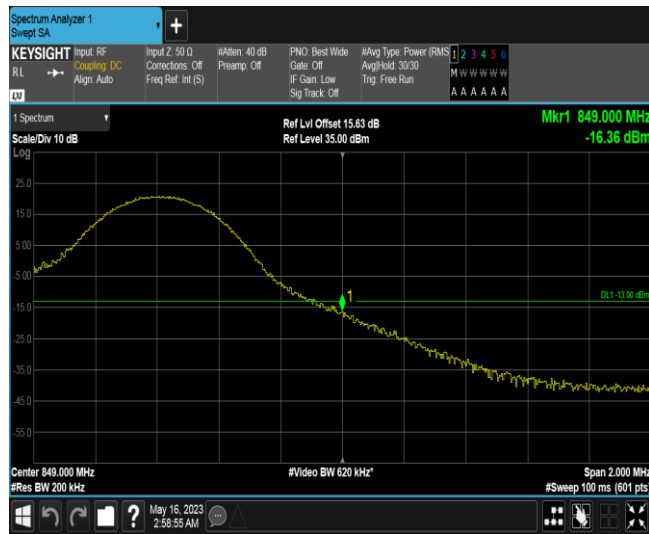 Spectrum Analyzer 1
Swept SA
+
KEYSIGHT
RL
LXI
Input: RF
Coupling: DC
Align: Auto
Input Z: 50 Ω
Corrections: Off
Freq Ref: Int (S)
#Atten: 40 dB
Preamp: Off
PNO: Best Wide
Gate: Off
IF Gain: Low
Sig Track: Off
#Avg Type: Power (RMS
Avg|Hold: 30/30
Trig: Free Run
1 2 3 4 5 6
M W W W W W
A A A A A A
1 Spectrum
Scale/Div 10 dB
Log
Ref Lvl Offset 15.63 dB
Ref Level 35.00 dBm
Mkr1 849.000 MHz
-16.36 dBm
25.0
15.0
5.00
-5.00
-15.0
-25.0
-35.0
-45.0
-55.0
1
DL1 -13.00 dBm
Center 849.000 MHz
#Res BW 200 kHz
#Video BW 620 kHz*
Span 2.000 MHz
#Sweep 100 ms (601 pts)
?
May 16, 2023
2:58:55 AM